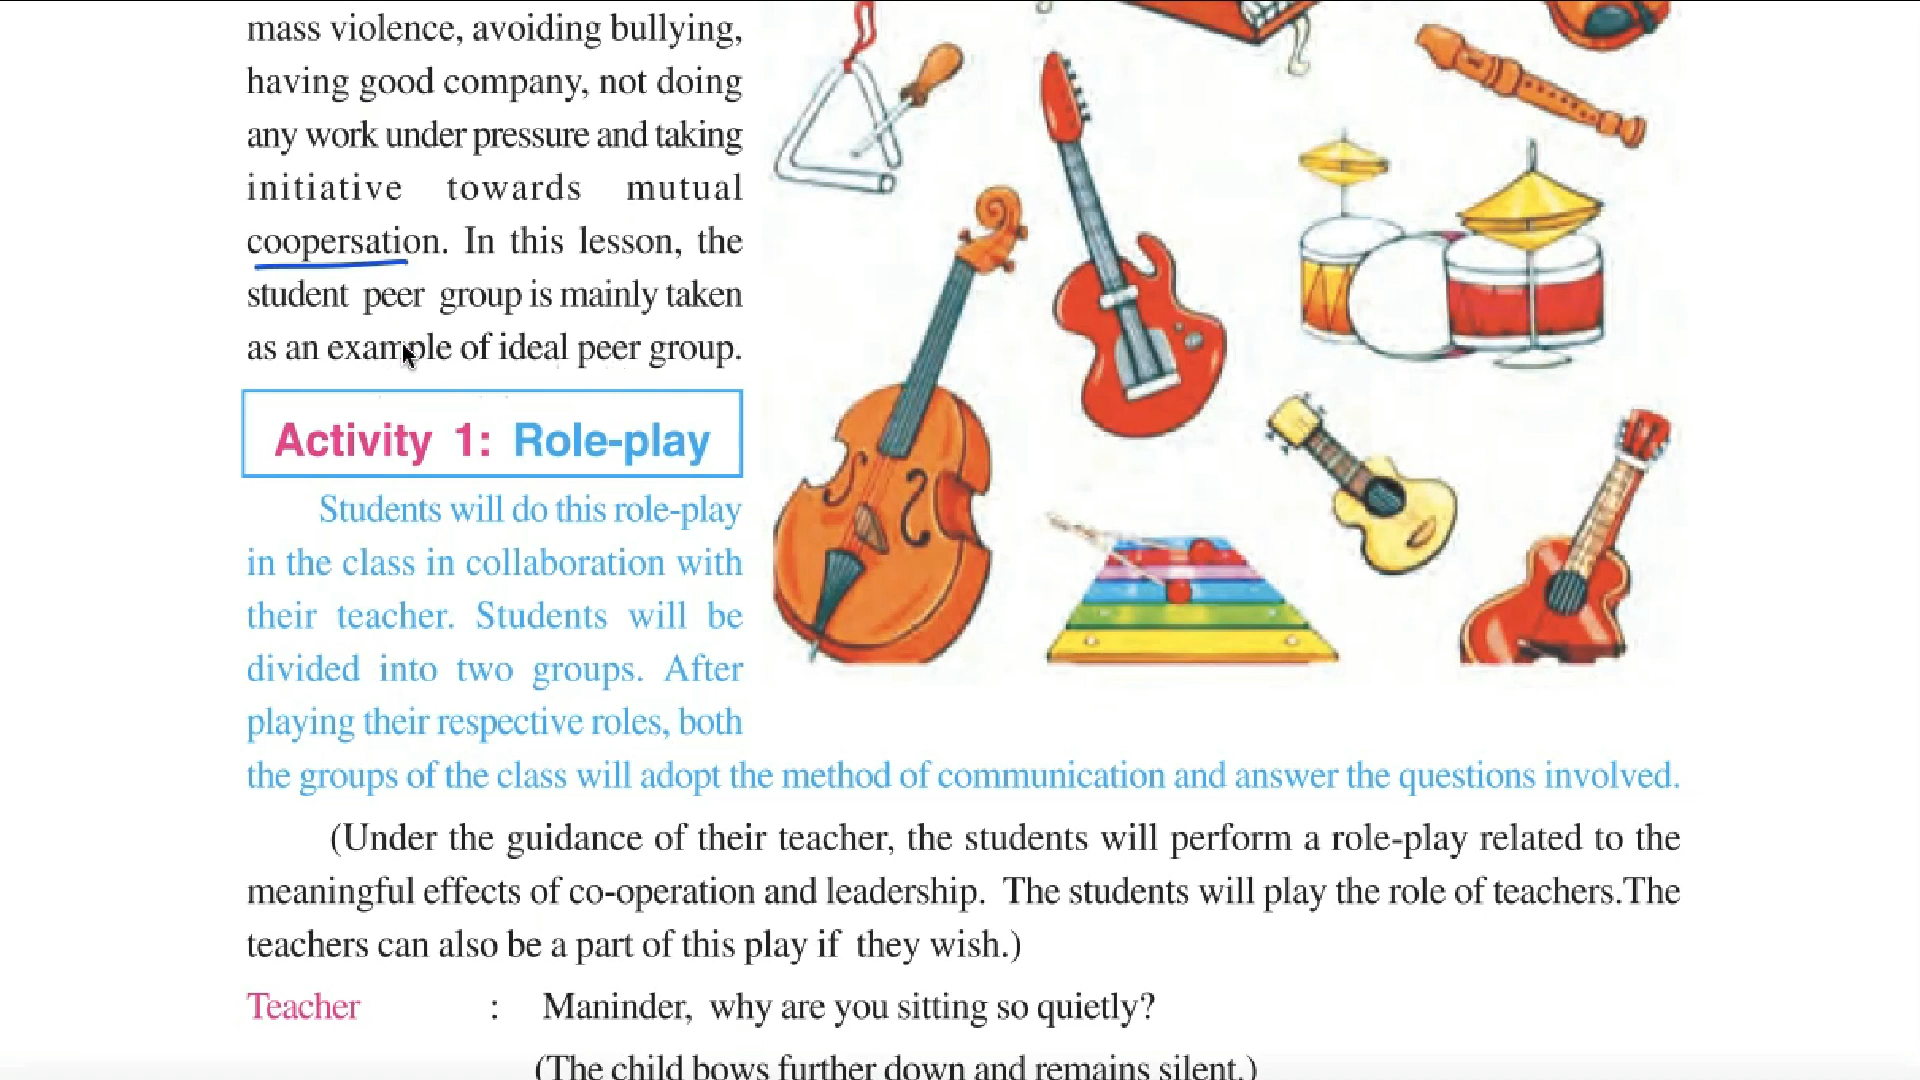 mass violence, avoiding bullying,
having good company, not doing
any work under pressure and taking
initiative towards mutual
coopersation. In this lesson, the
student peer group is mainly taken
as an example of ideal peer group.
Activity 1: Role-play
Students will do this role-play
in the class in collaboration with
their teacher. Students will be
divided into two groups. After
playing their respective roles, both
the groups of the class will adopt the method of communication and answer the questions involved.
(Under the guidance of their teacher, the students will perform a role-play related to the
meaningful effects of co-operation and leadership. The students will play the role of teachers.The
teachers can also be a part of this play if they wish.)
Teacher : Maninder, why are you sitting so quietly?
(The child bows further down and remains silent.)